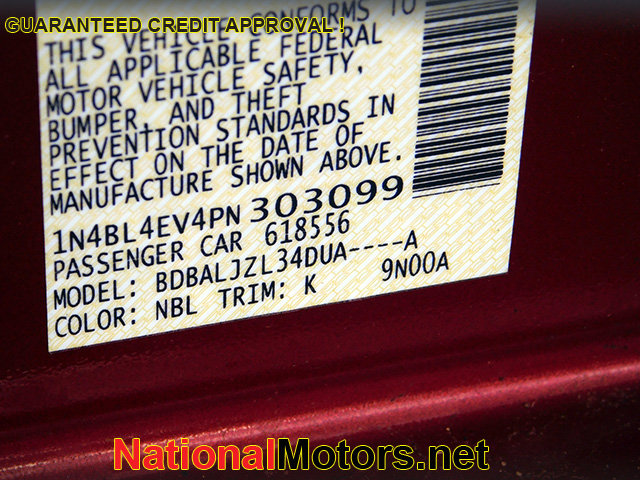 GUARANTEED CREDIT APPROVAL !
THIS VEHICLE CONFORMS TO
ALL APPLICABLE FEDERAL
MOTOR VEHICLE SAFETY,
BUMPER, AND THEFT
PREVENTION STANDARDS IN
EFFECT ON THE DATE OF
MANUFACTURE SHOWN ABOVE.
1N4BL4EV4PN 303099
PASSENGER CAR 618556
MODEL: BDBALJZL34DUA----A
COLOR: NBL TRIM: K 9N00A
NationalMotors.net